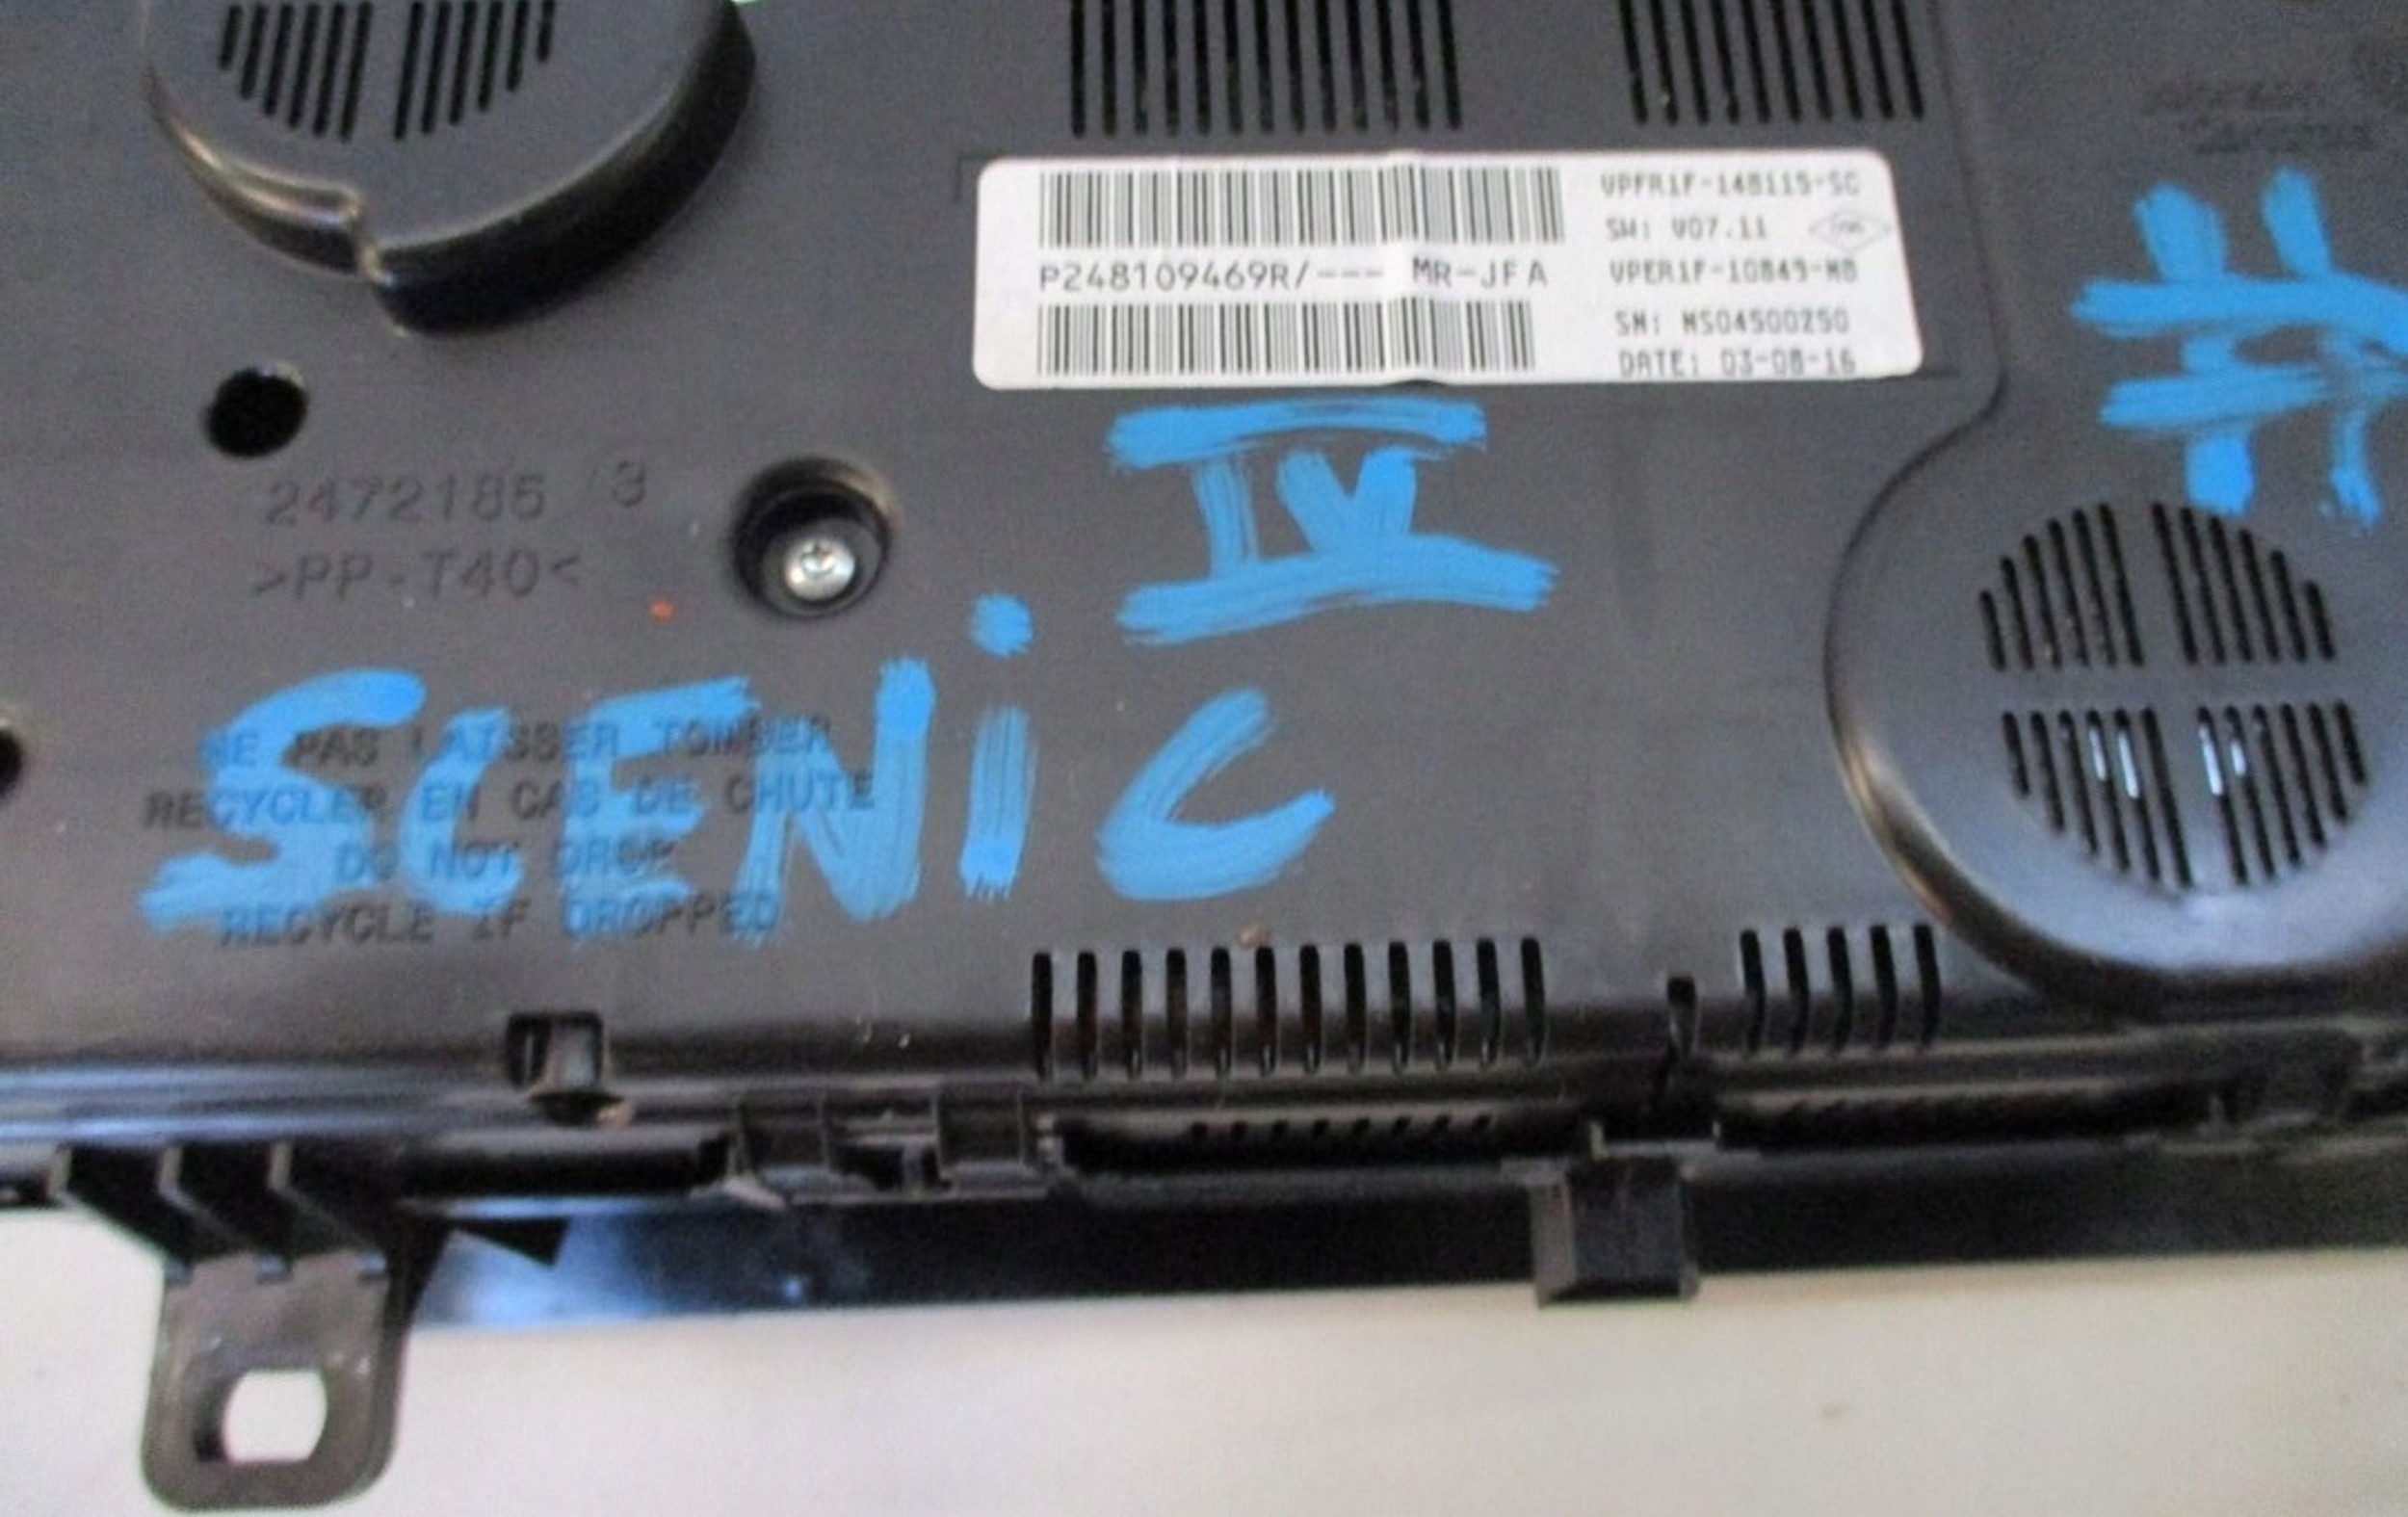 VPFR1F-14811S-SC
SW: V07.11
P248109469R/--- MR-JFA
VPER1F-10849-MB
SN: MS04500250
DATE: 03-08-16
IV
2472186 3
>PP-T40<
SCENiC
NE PAS LAISSER TOMBER
RECYCLER EN CAS DE CHUTE
DO NOT DROP
RECYCLE IF DROPPED